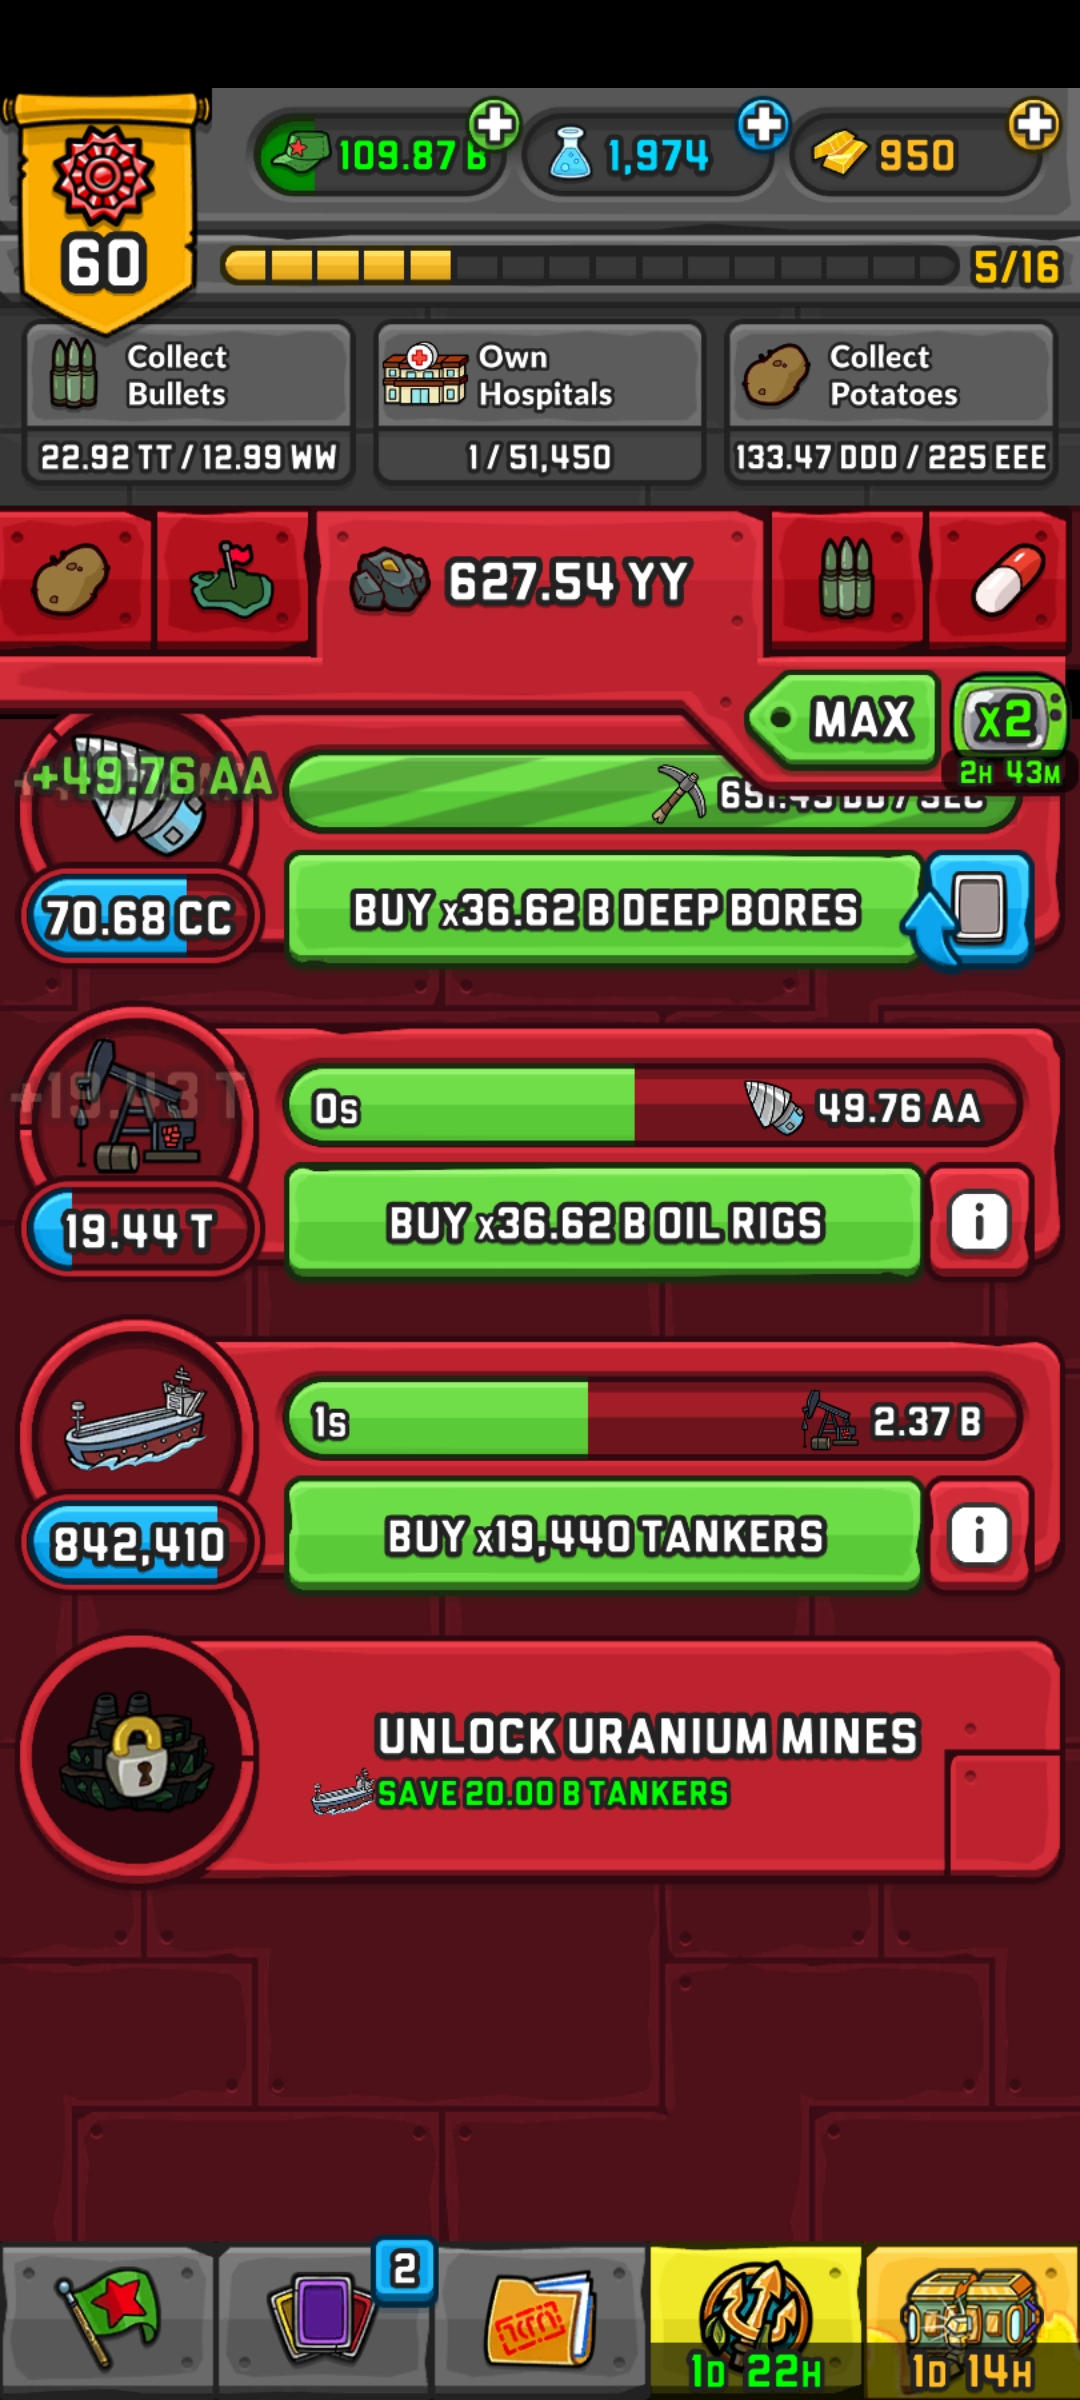 109.87 B
1,974
950
60
5/16
Collect
Bullets
22.92 TT / 12.99 WW
Own
Hospitals
1 / 51,450
Collect
Potatoes
133.47 DDD / 225 EEE
627.54 YY
MAX
x2
2H 43M
+49.76 AA
70.68 CC
BUY x36.62 B DEEP BORES
+19.43 T
0s
49.76 AA
19.44 T
BUY x36.62 B OIL RIGS
i
1s
2.37 B
842,410
BUY x19,440 TANKERS
i
UNLOCK URANIUM MINES
SAVE 20.00 B TANKERS
2
1D 22H
1D 14H